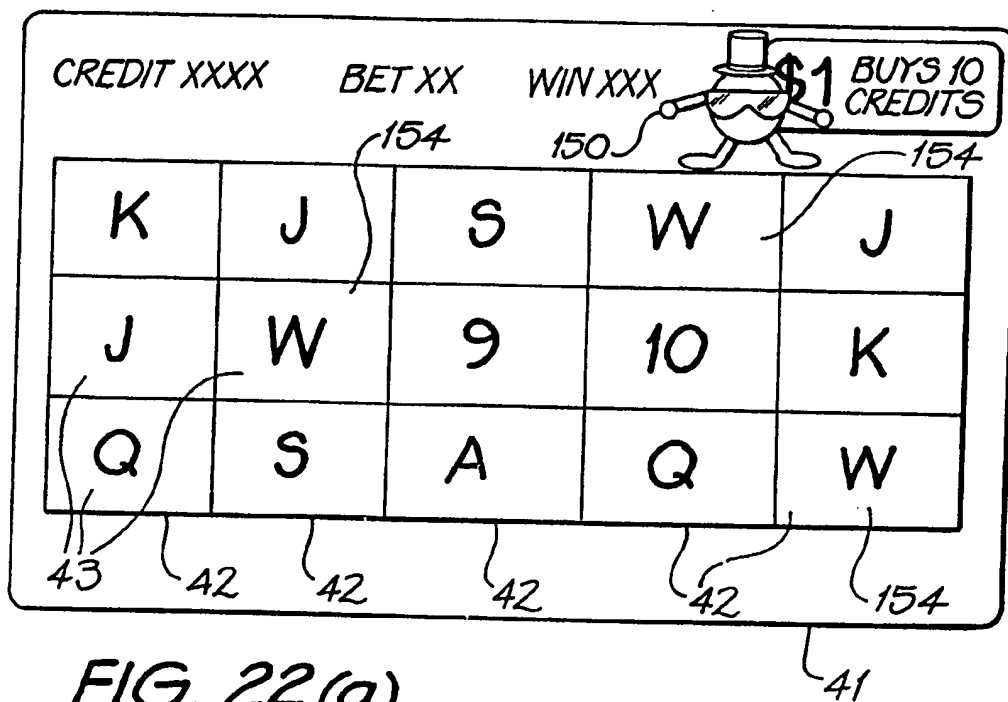 CREDIT XXXX BET XX WIN XXX $1 BUYS 10
CREDITS
154 150 154
K J S W J
J W 9 10 K
Q S A Q W
43 42 42 42 42 154
41
FIG. 22(a)